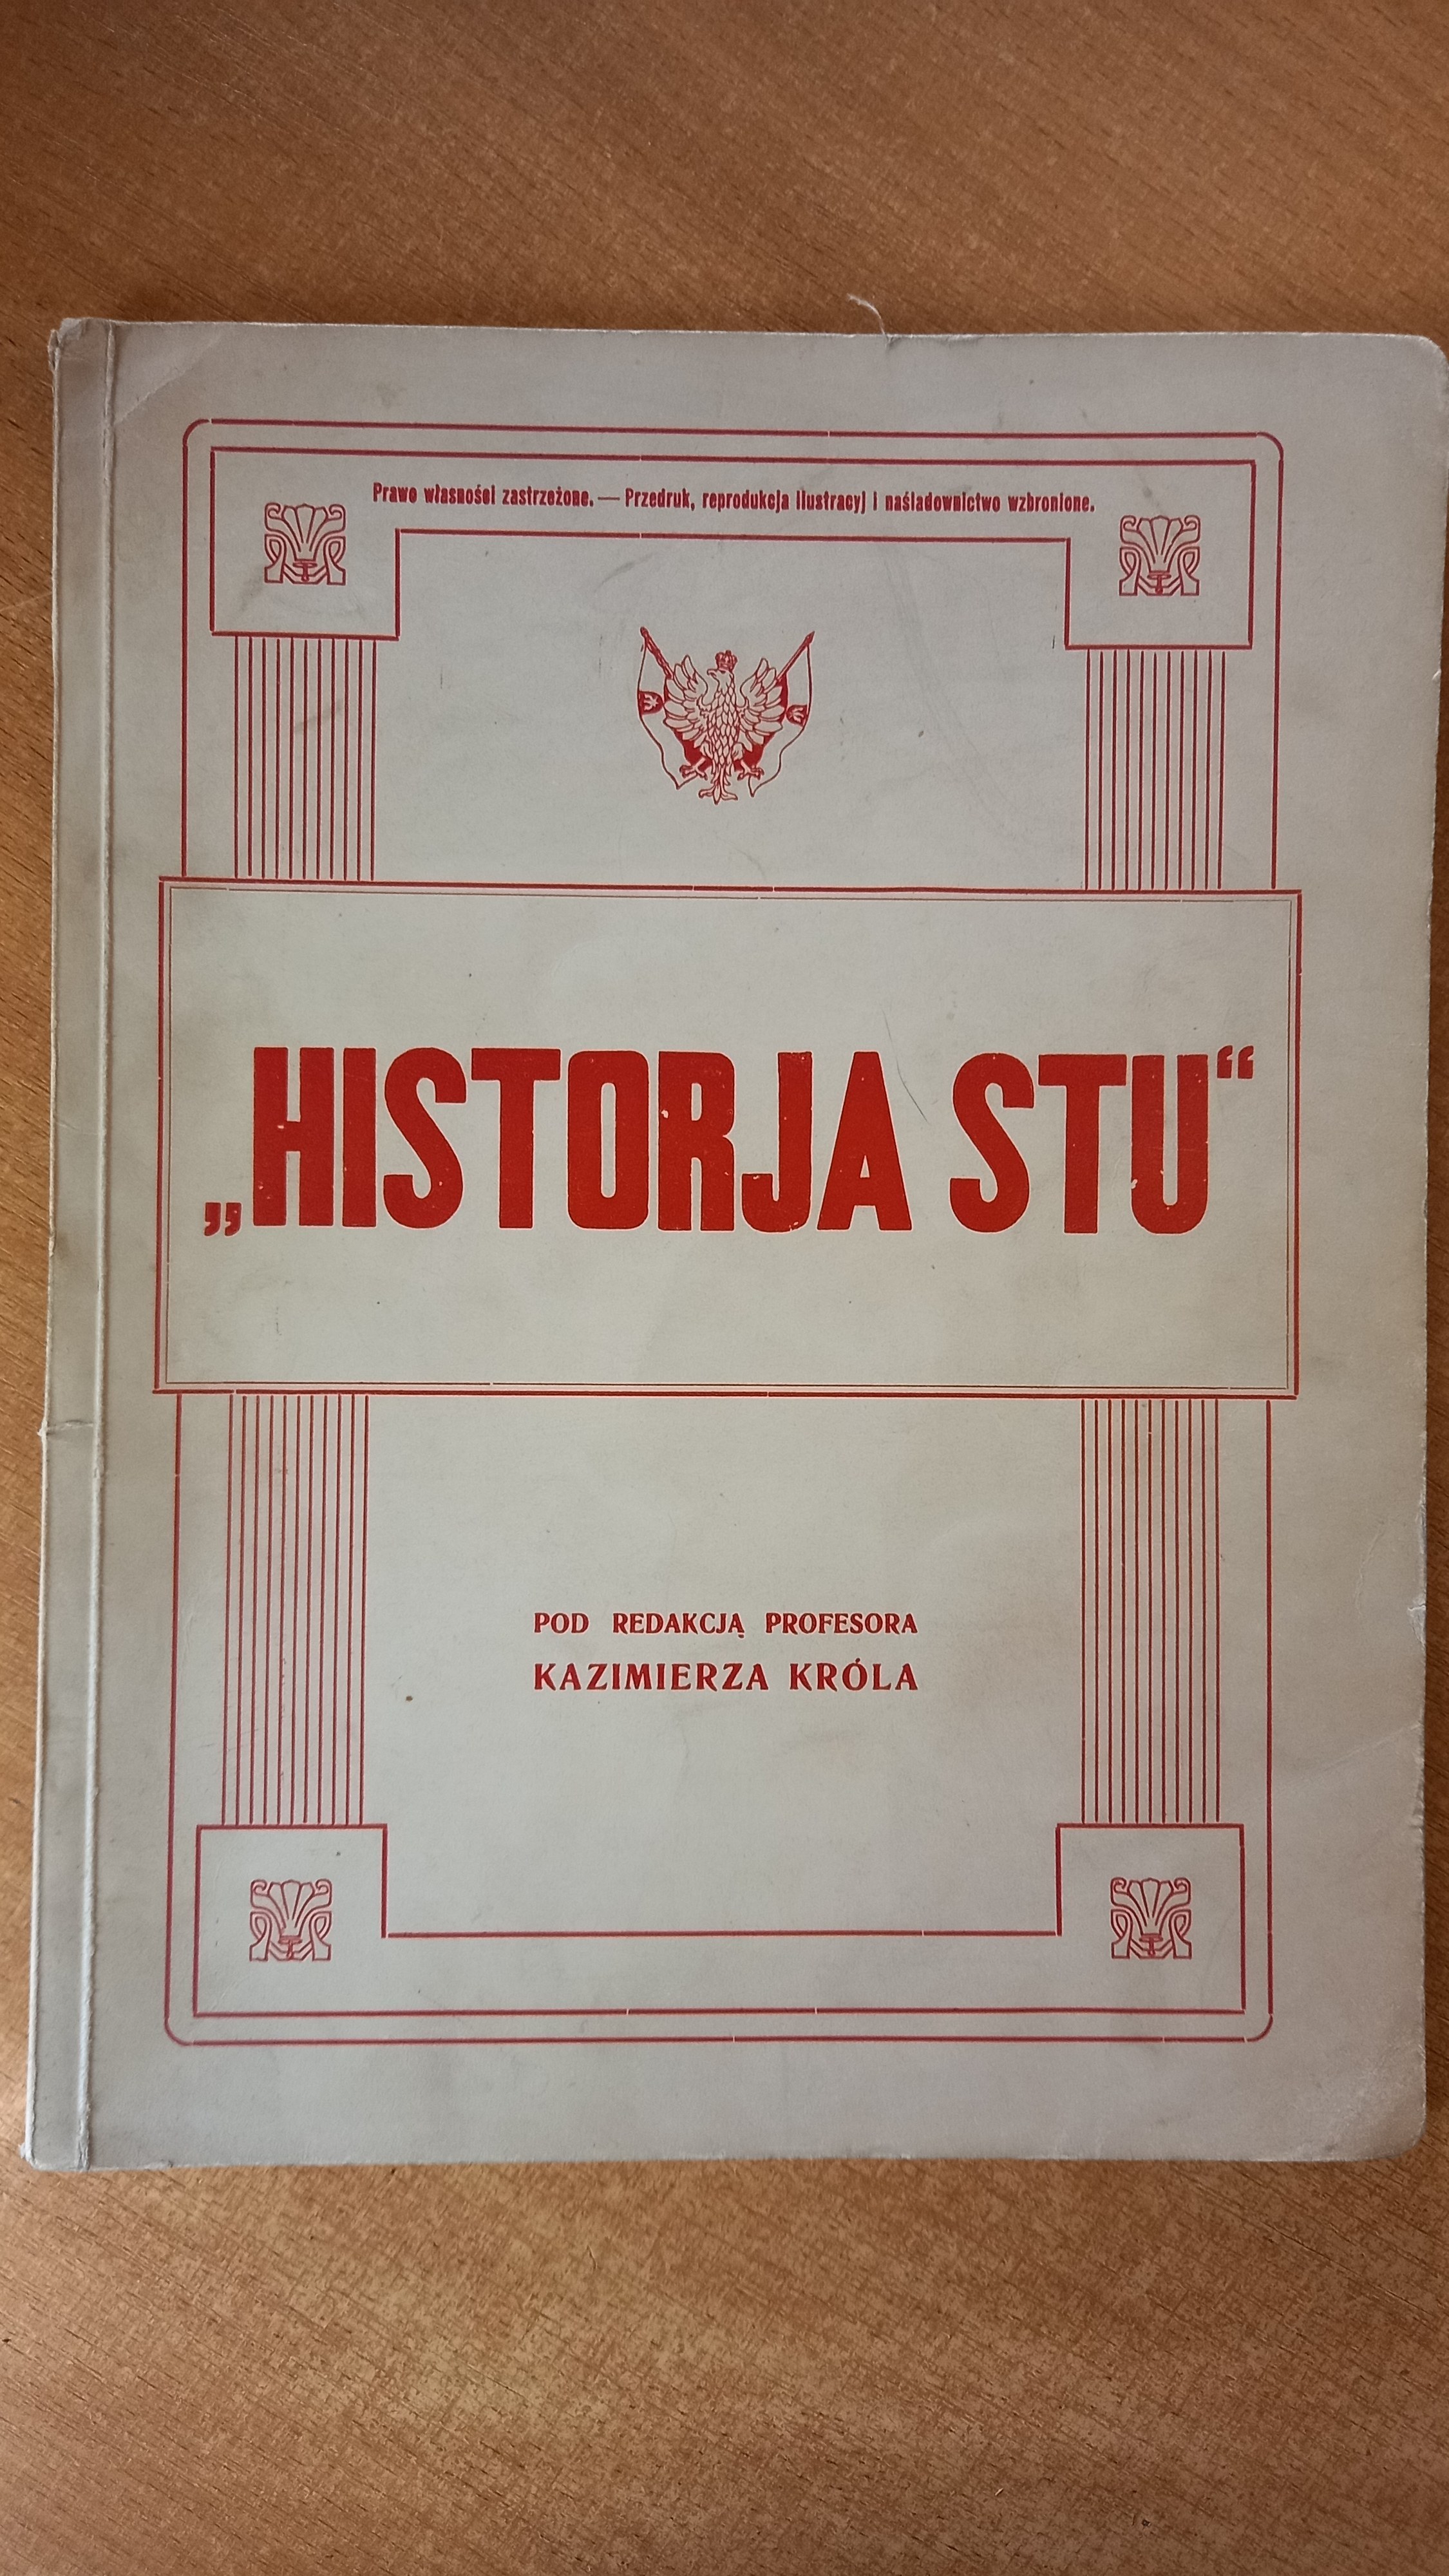 Prawo własności zastrzeżone. — Przedruk, reprodukcja ilustracyj i naśladownictwo wzbronione.
„HISTORJA STU“
POD REDAKCJĄ PROFESORA
KAZIMIERZA KRÓLA